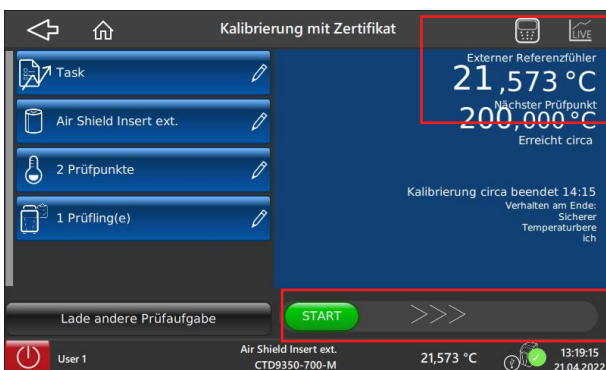 Kalibrierung mit Zertifikat
LIVE
Task
Air Shield Insert ext.
2 Prüfpunkte
1 Prüfling(e)
Externer Referenzfühler
21,573 °C
Nächster Prüfpunkt
200,000 °C
Erreicht circa
Kalibrierung circa beendet 14:15
Verhalten am Ende:
Sicherer
Temperaturbere
ich
Lade andere Prüfaufgabe
START
User 1
Air Shield Insert ext.
CTD9350-700-M
21,573 °C
13:19:15
21.04.2022